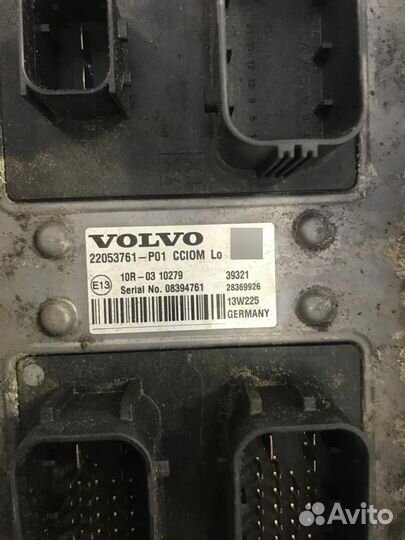 VOLVO
22053761-P01 CCIOM Lo
10R-03 10279 39321
E13 Serial No. 08394761 28369926
13W225
GERMANY
Avito